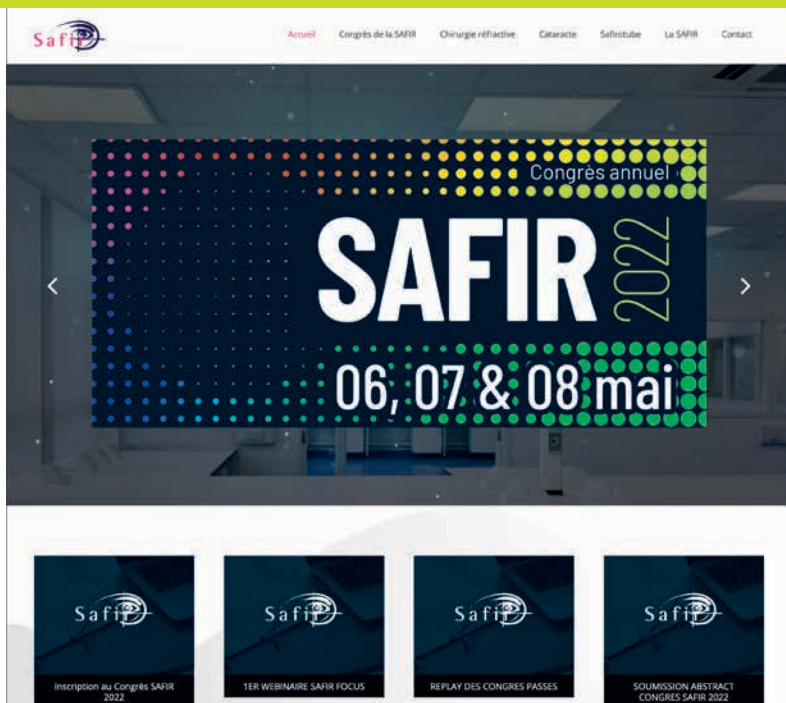 Safir
Accueil Congrès de la SAFIR Chirurgie réfractive Cataracte Safirotube La SAFIR Contact
Congrès annuel
SAFIR 2022
06, 07 & 08 mai
Safir Safir Safir Safir
Inscription au Congrès SAFIR
2022
1ER WEBINAIRE SAFIR FOCUS
REPLAY DES CONGRES PASSES
SOUMISSION ABSTRACT
CONGRES SAFIR 2022